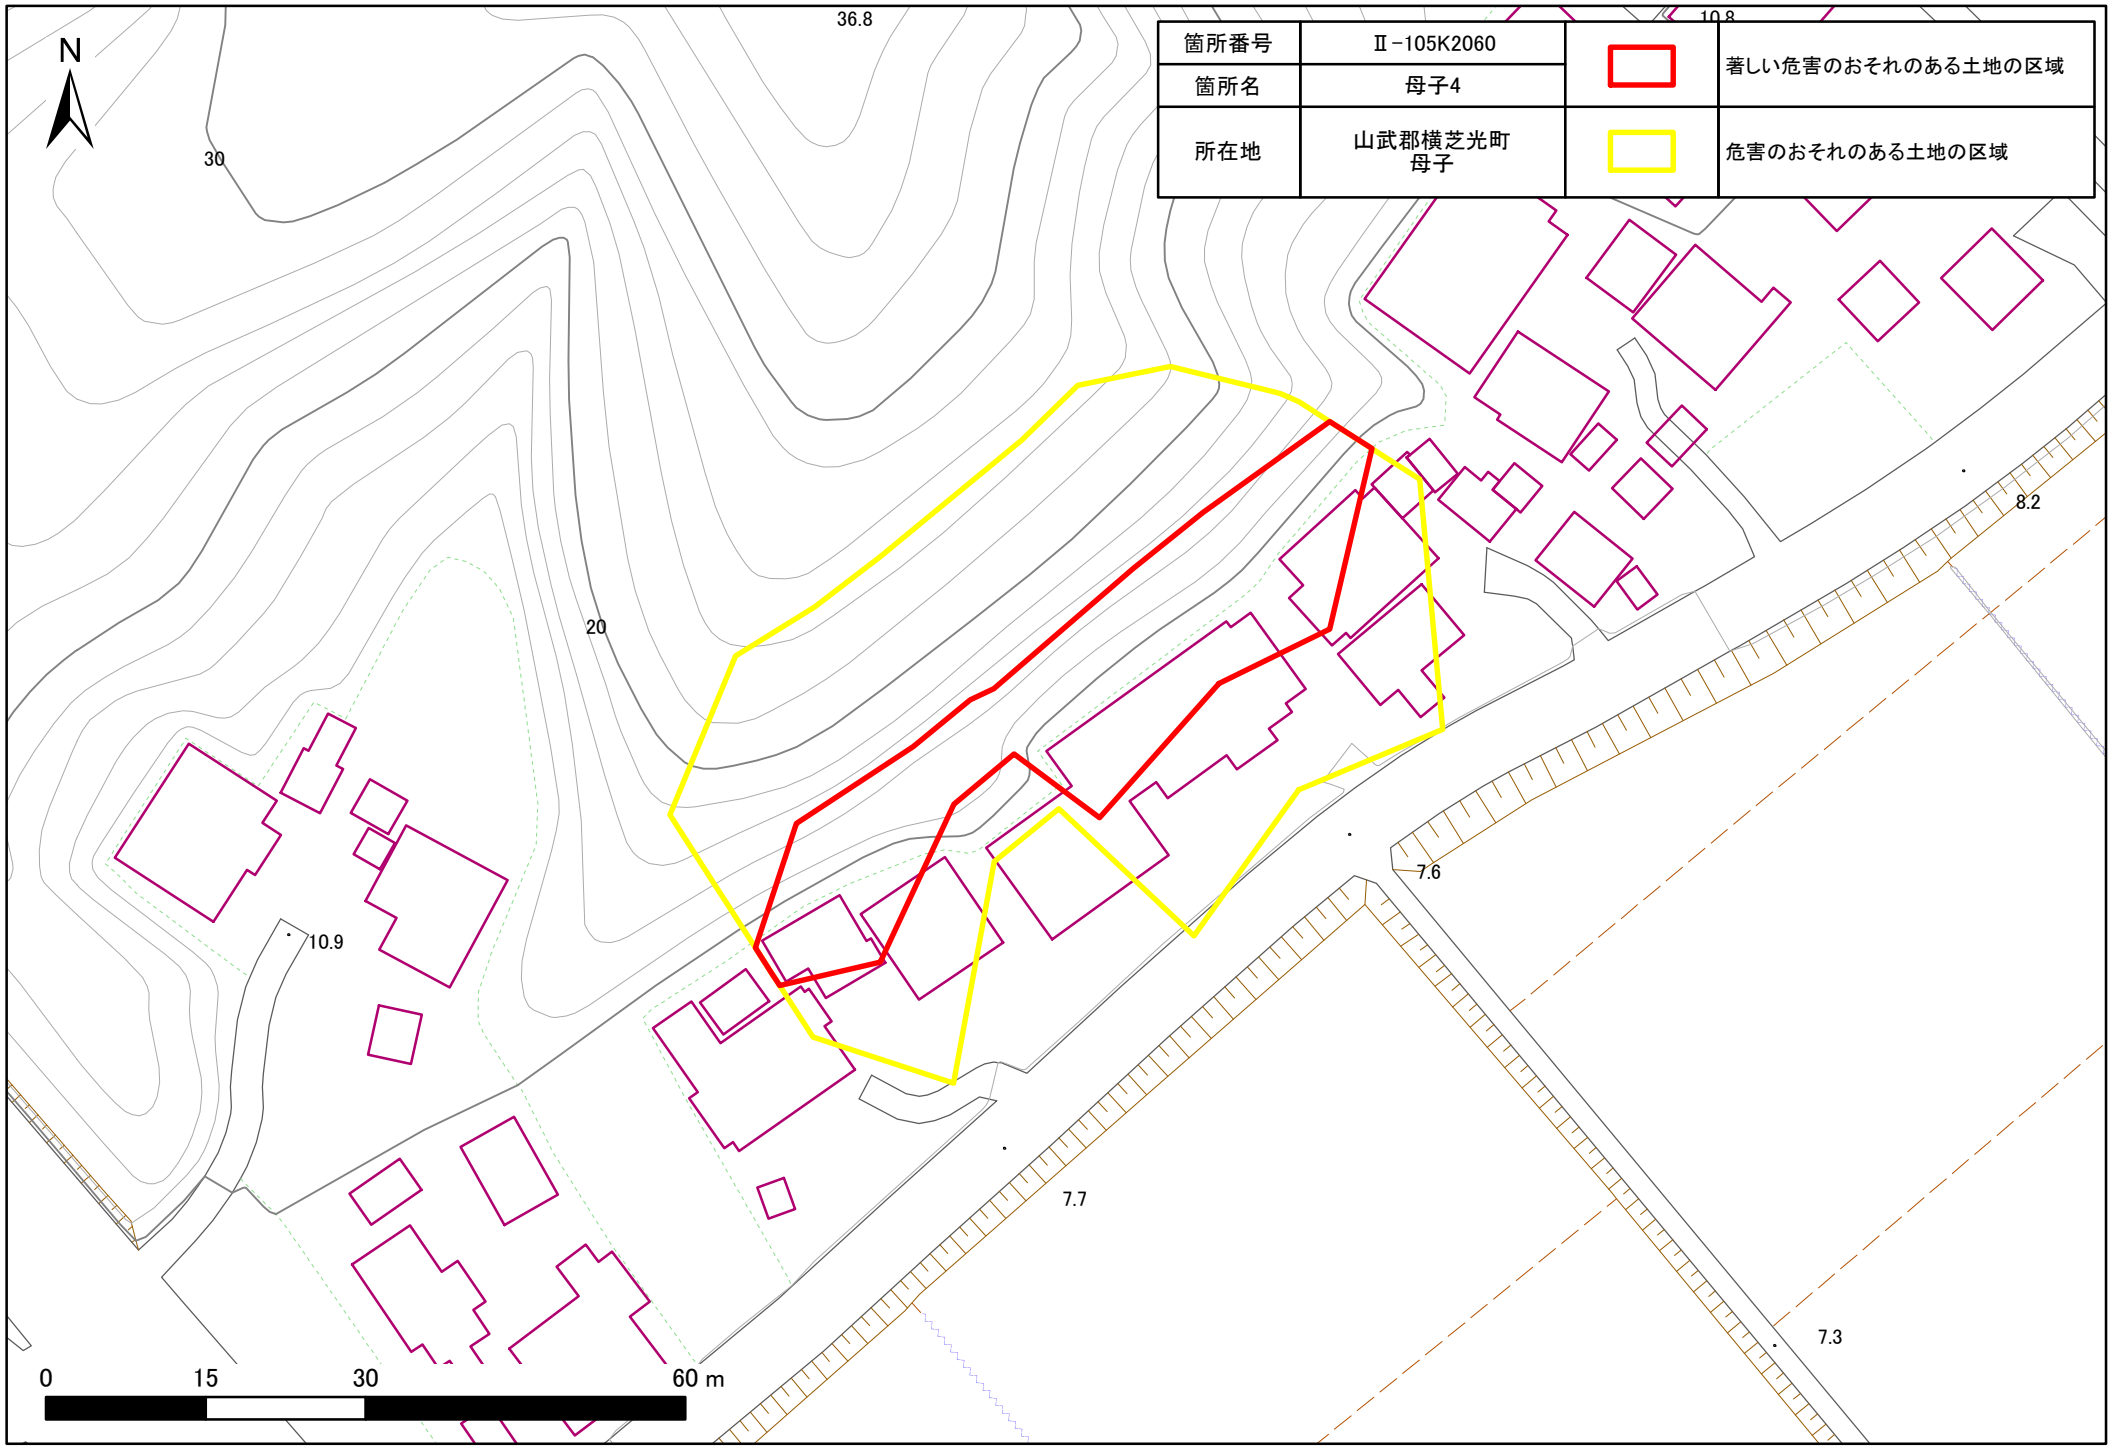 36.8
10.8
N
箇所番号
Ⅱ-105K2060
著しい危害のおそれのある土地の区域
箇所名
母子4
所在地
山武郡横芝光町
母子
危害のおそれのある土地の区域
30
8.2
20
7.6
10.9
7.7
7.3
0 15 30 60 m